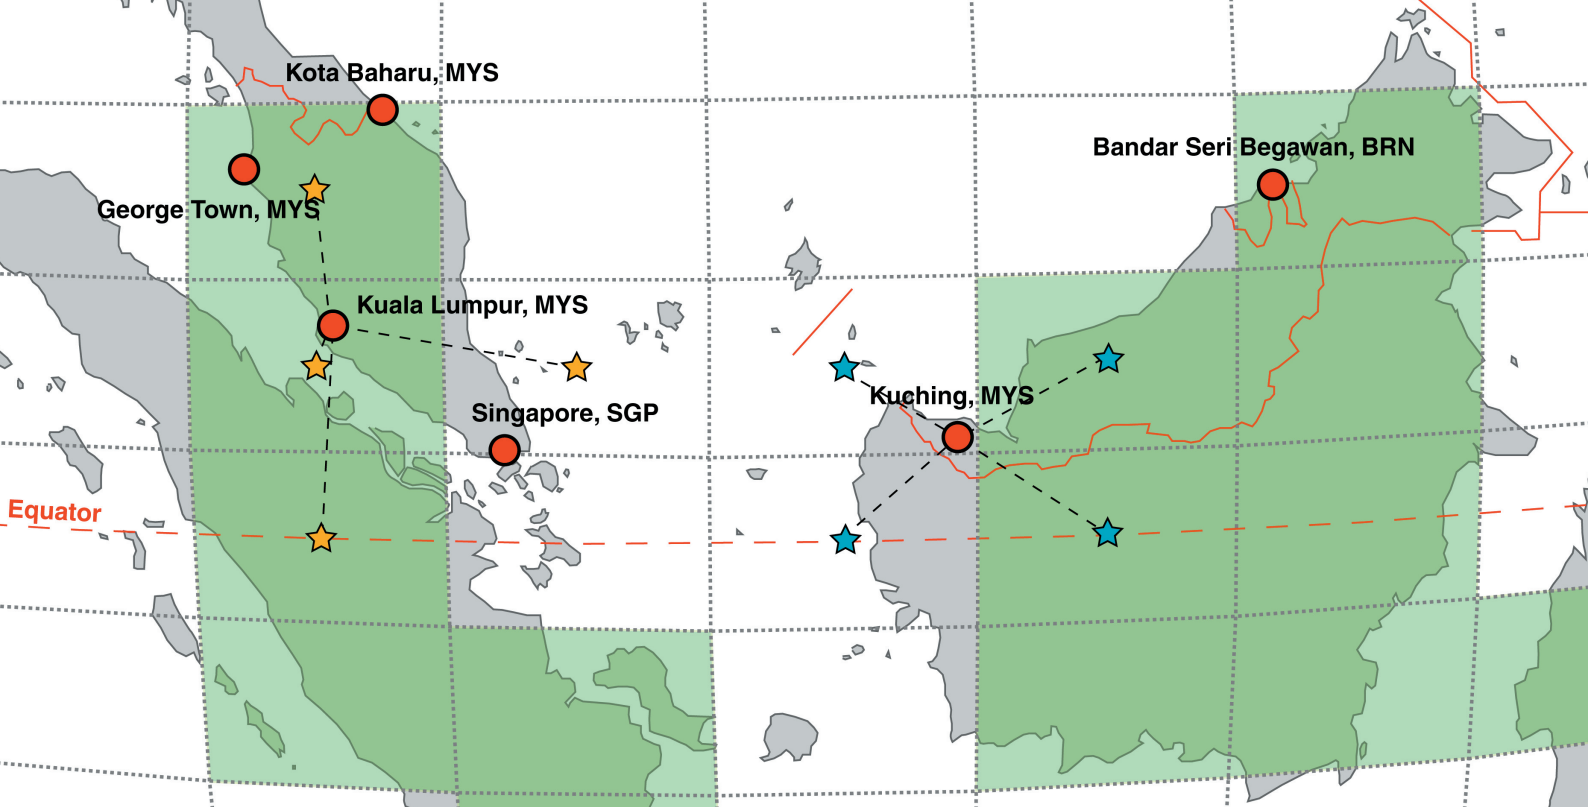 Kota Baharu, MYS
Bandar Seri Begawan, BRN
George Town, MYS
Kuala Lumpur, MYS
Kuching, MYS
Singapore, SGP
Equator